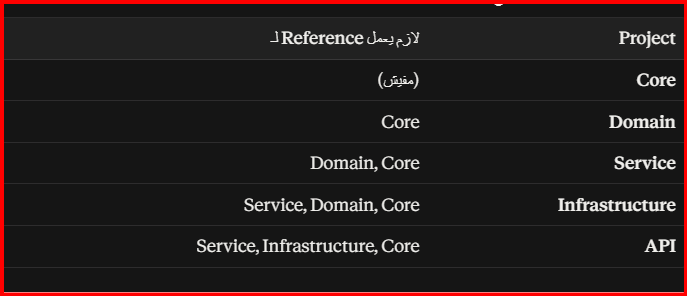 Project لازم يعمل Reference لـ
Core (مفيش)
Domain Core
Service Domain, Core
Infrastructure Service, Domain, Core
API Service, Infrastructure, Core